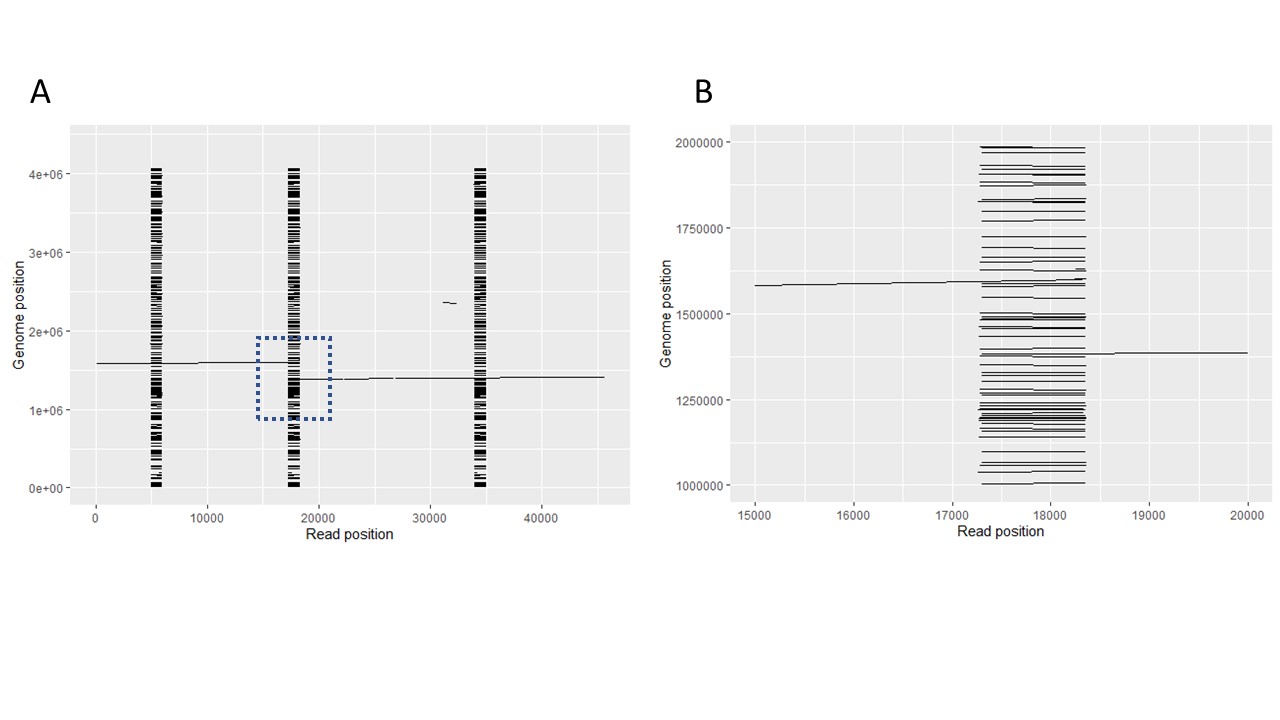 A
B
Genome position
4e+06
3e+06
2e+06
1e+06
0e+00
0
10000
20000
30000
40000
Read position
Genome position
2000000
1750000
1500000
1250000
1000000
15000
16000
17000
18000
19000
20000
Read position